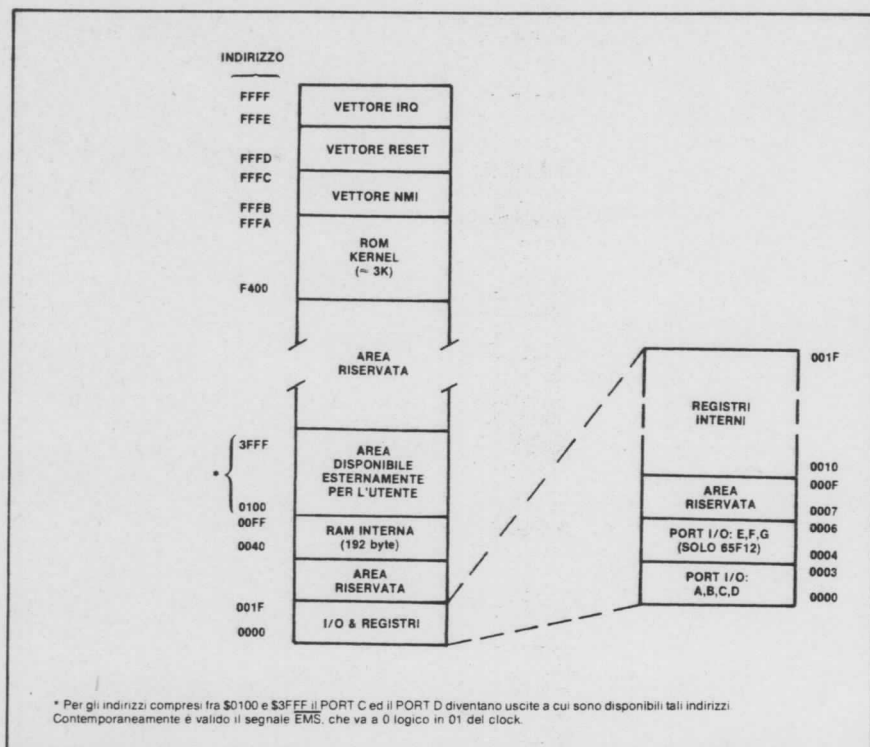 INDIRIZZO
FFFF
VETTORE IRQ
FFFE
VETTORE RESET
FFFD
FFFC
VETTORE NMI
FFFB
FFFA
ROM
KERNEL
(≈ 3K)
F400
AREA
RISERVATA
3FFF
*
AREA
DISPONIBILE
ESTERNAMENTE
PER L'UTENTE
0100
00FF
RAM INTERNA
(192 byte)
0040
AREA
RISERVATA
001F
I/O & REGISTRI
0000
001F
REGISTRI
INTERNI
0010
000F
AREA
RISERVATA
0007
0006
PORT I/O: E,F,G
(SOLO 65F12)
0004
0003
PORT I/O:
A,B,C,D
0000
* Per gli indirizzi compresi fra $0100 e $3FFF il PORT C ed il PORT D diventano uscite a cui sono disponibili tali indirizzi.
Contemporaneamente è valido il segnale EMS, che va a 0 logico in 01 del clock.